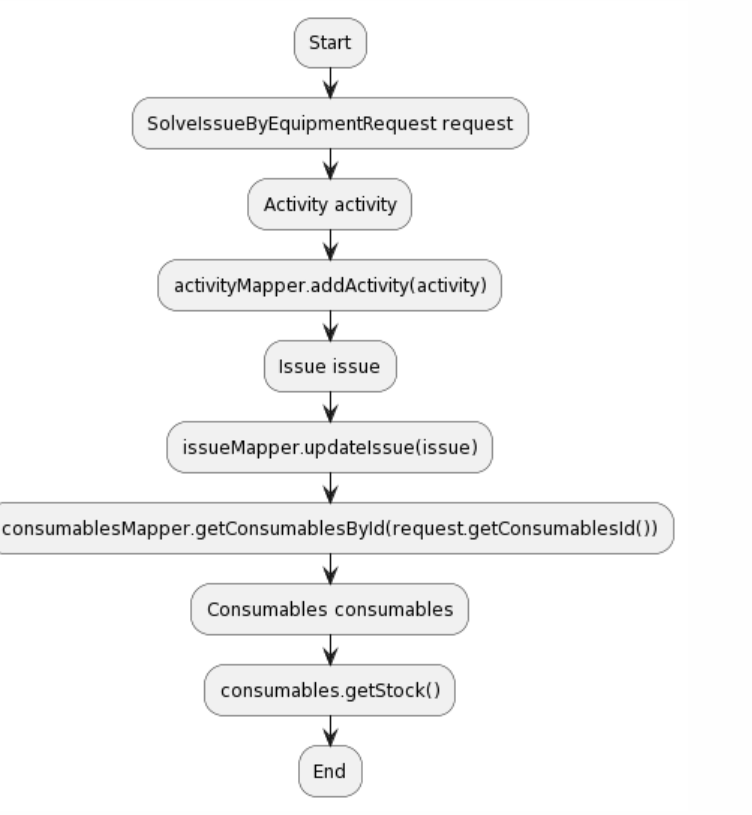 Start
SolveIssueByEquipmentRequest request
Activity activity
activityMapper.addActivity(activity)
Issue issue
issueMapper.updateIssue(issue)
consumablesMapper.getConsumablesById(request.getConsumablesId())
Consumables consumables
consumables.getStock()
End